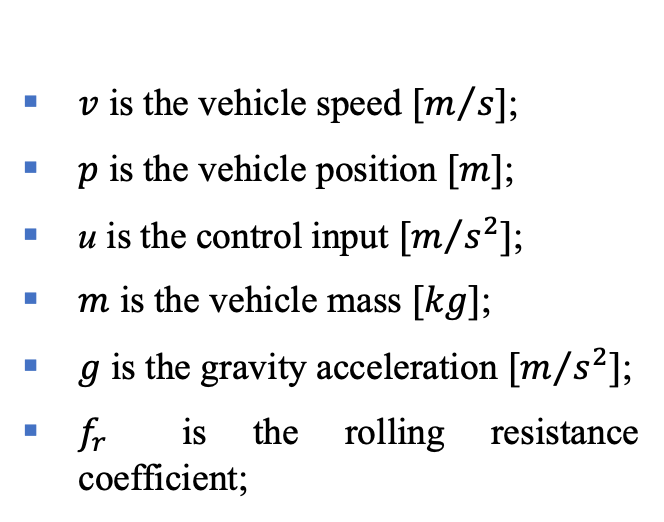 ▪ v is the vehicle speed [m/s];
▪ p is the vehicle position [m];
▪ u is the control input [m/s²];
▪ m is the vehicle mass [kg];
▪ g is the gravity acceleration [m/s²];
▪ fᵣ is the rolling resistance
coefficient;